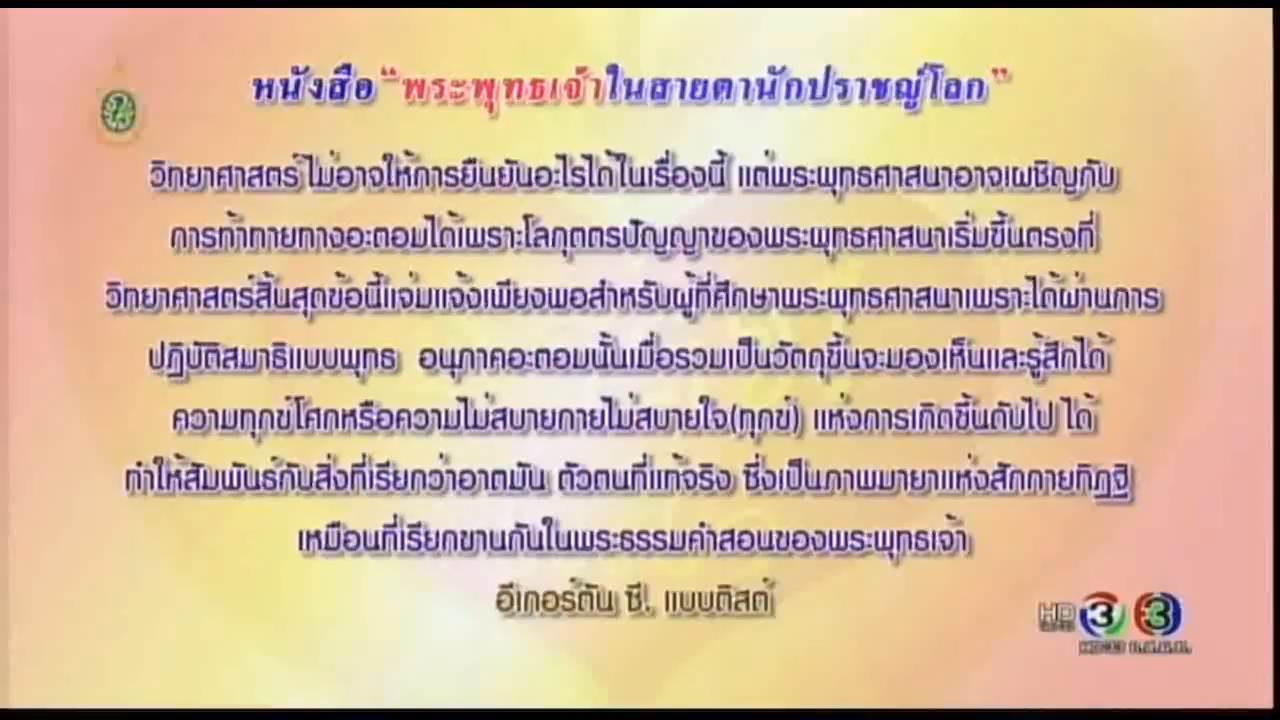 หนังสือ “พระพุทธเจ้าในสายตานักปราชญ์โลก”
วิทยาศาสตร์ ไม่อาจให้การยืนยันอะไรได้ในเรื่องนี้ แต่พระพุทธศาสนาอาจเผชิญกับ
การท้าทายทางอะตอมได้เพราะโลกุตตรปัญญาของพระพุทธศาสนาเริ่มขึ้นตรงที่
วิทยาศาสตร์สิ้นสุดข้อนี้แจ่มแจ้งเพียงพอสำหรับผู้ที่ศึกษาพระพุทธศาสนาเพราะได้ผ่านการ
ปฏิบัติสมาธิแบบพุทธ อนุภาคอะตอมนั้นเมื่อรวมเป็นวัตถุขึ้นจะมองเห็นและรู้สึกได้
ความทุกข์โศกหรือความไม่สบายกายไม่สบายใจ(ทุกข์) แห่งการเกิดขึ้นดับไป ได้
ทำให้สัมพันธ์กับสิ่งที่เรียกว่าอาตมัน ตัวตนที่แท้จริง ซึ่งเป็นภาพมายาแห่งสักกายทิฏฐิ
เหมือนที่เรียกขานกันในพระธรรมคำสอนของพระพุทธเจ้า
อีเกอร์ตัน ซี. แบบติสต์
HD 3 3